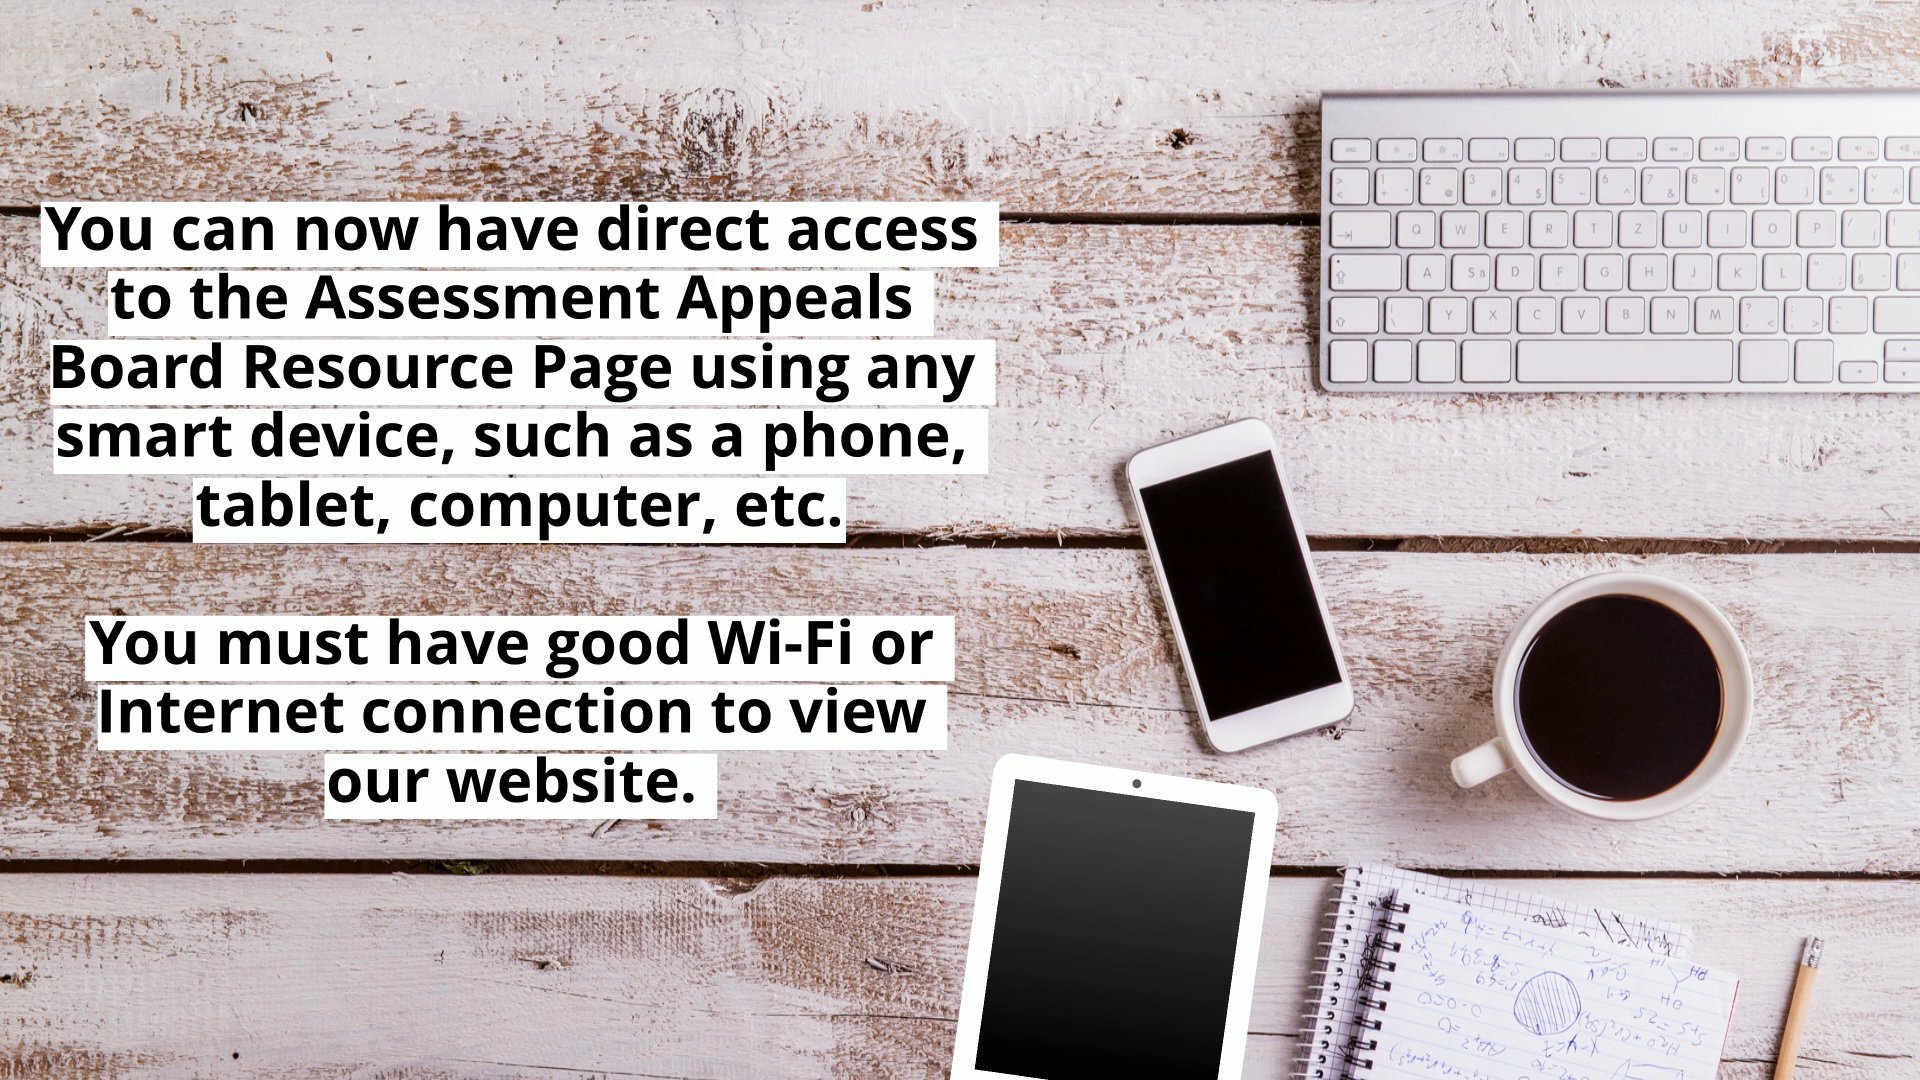 You can now have direct access
to the Assessment Appeals
Board Resource Page using any
smart device, such as a phone,
tablet, computer, etc.
You must have good Wi-Fi or
Internet connection to view
our website.